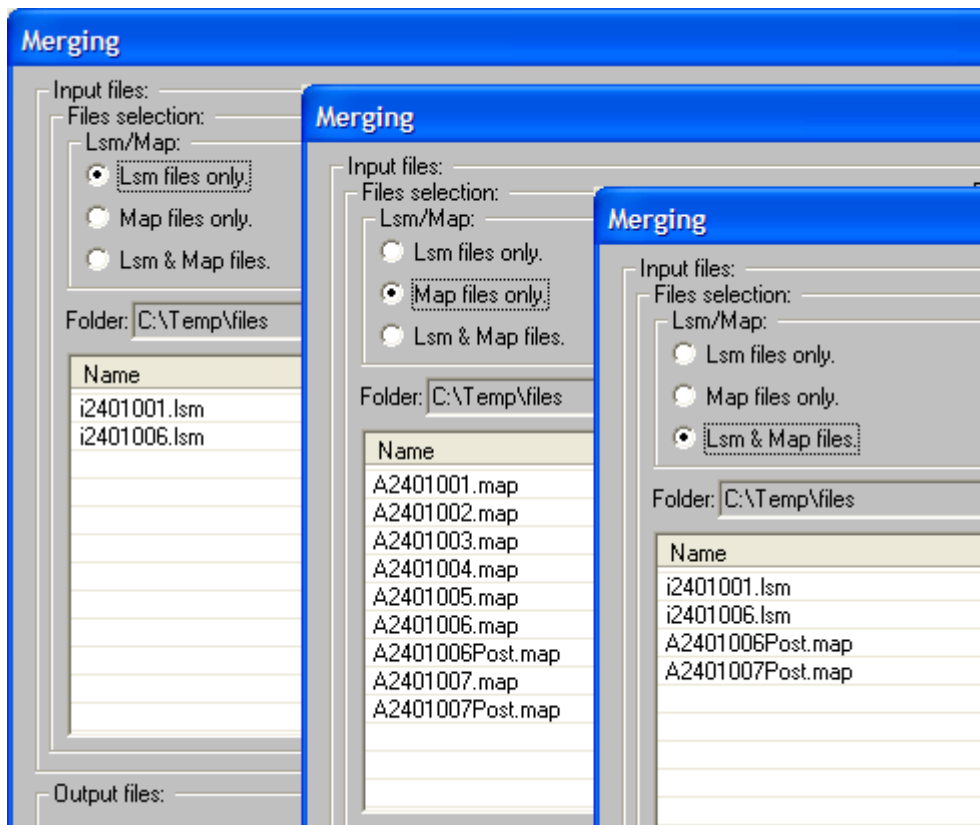 Merging
Input files:
Files selection:
Lsm/Map:
Lsm files only.
Map files only.
Lsm & Map files.
Folder: C:\Temp\files
Name
i2401001.lsm
i2401006.lsm
Output files:
Merging
Input files:
Files selection:
Lsm/Map:
Lsm files only.
Map files only.
Lsm & Map files.
Folder: C:\Temp\files
Name
A2401001.map
A2401002.map
A2401003.map
A2401004.map
A2401005.map
A2401006.map
A2401006Post.map
A2401007.map
A2401007Post.map
Merging
Input files:
Files selection:
Lsm/Map:
Lsm files only.
Map files only.
Lsm & Map files.
Folder: C:\Temp\files
Name
i2401001.lsm
i2401006.lsm
A2401006Post.map
A2401007Post.map